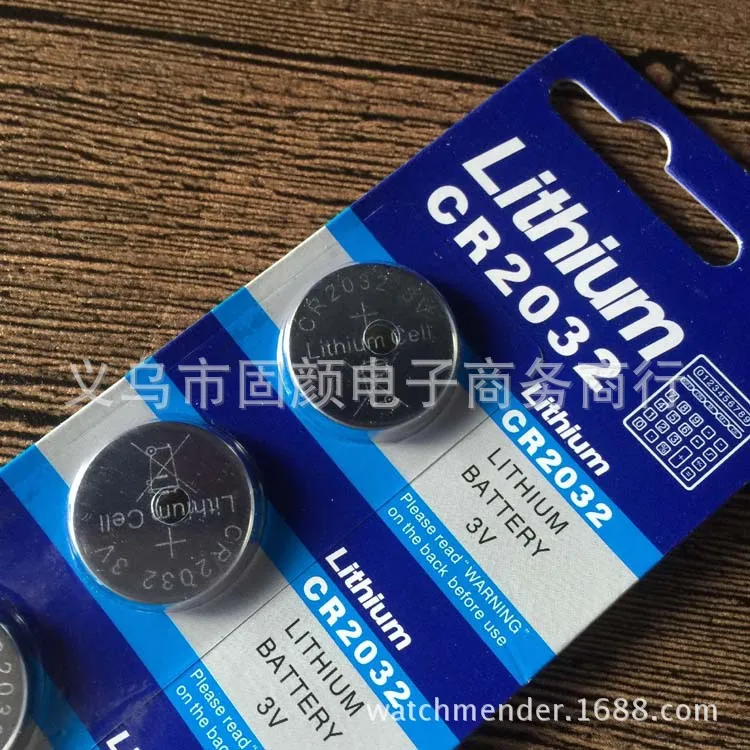 Lithium
CR2032
CR2032 3V
+
Lithium Cell
0123456789
Lithium
CR2032
LITHIUM
BATTERY
3V
Please read "WARNING"
on the back before use
义乌市固颜电子商务商行
Lithium
Cell
+
CR2032 3V
Lithium
CR2032
LITHIUM
BATTERY
3V
Please read
on the back
watchmender.1688.com